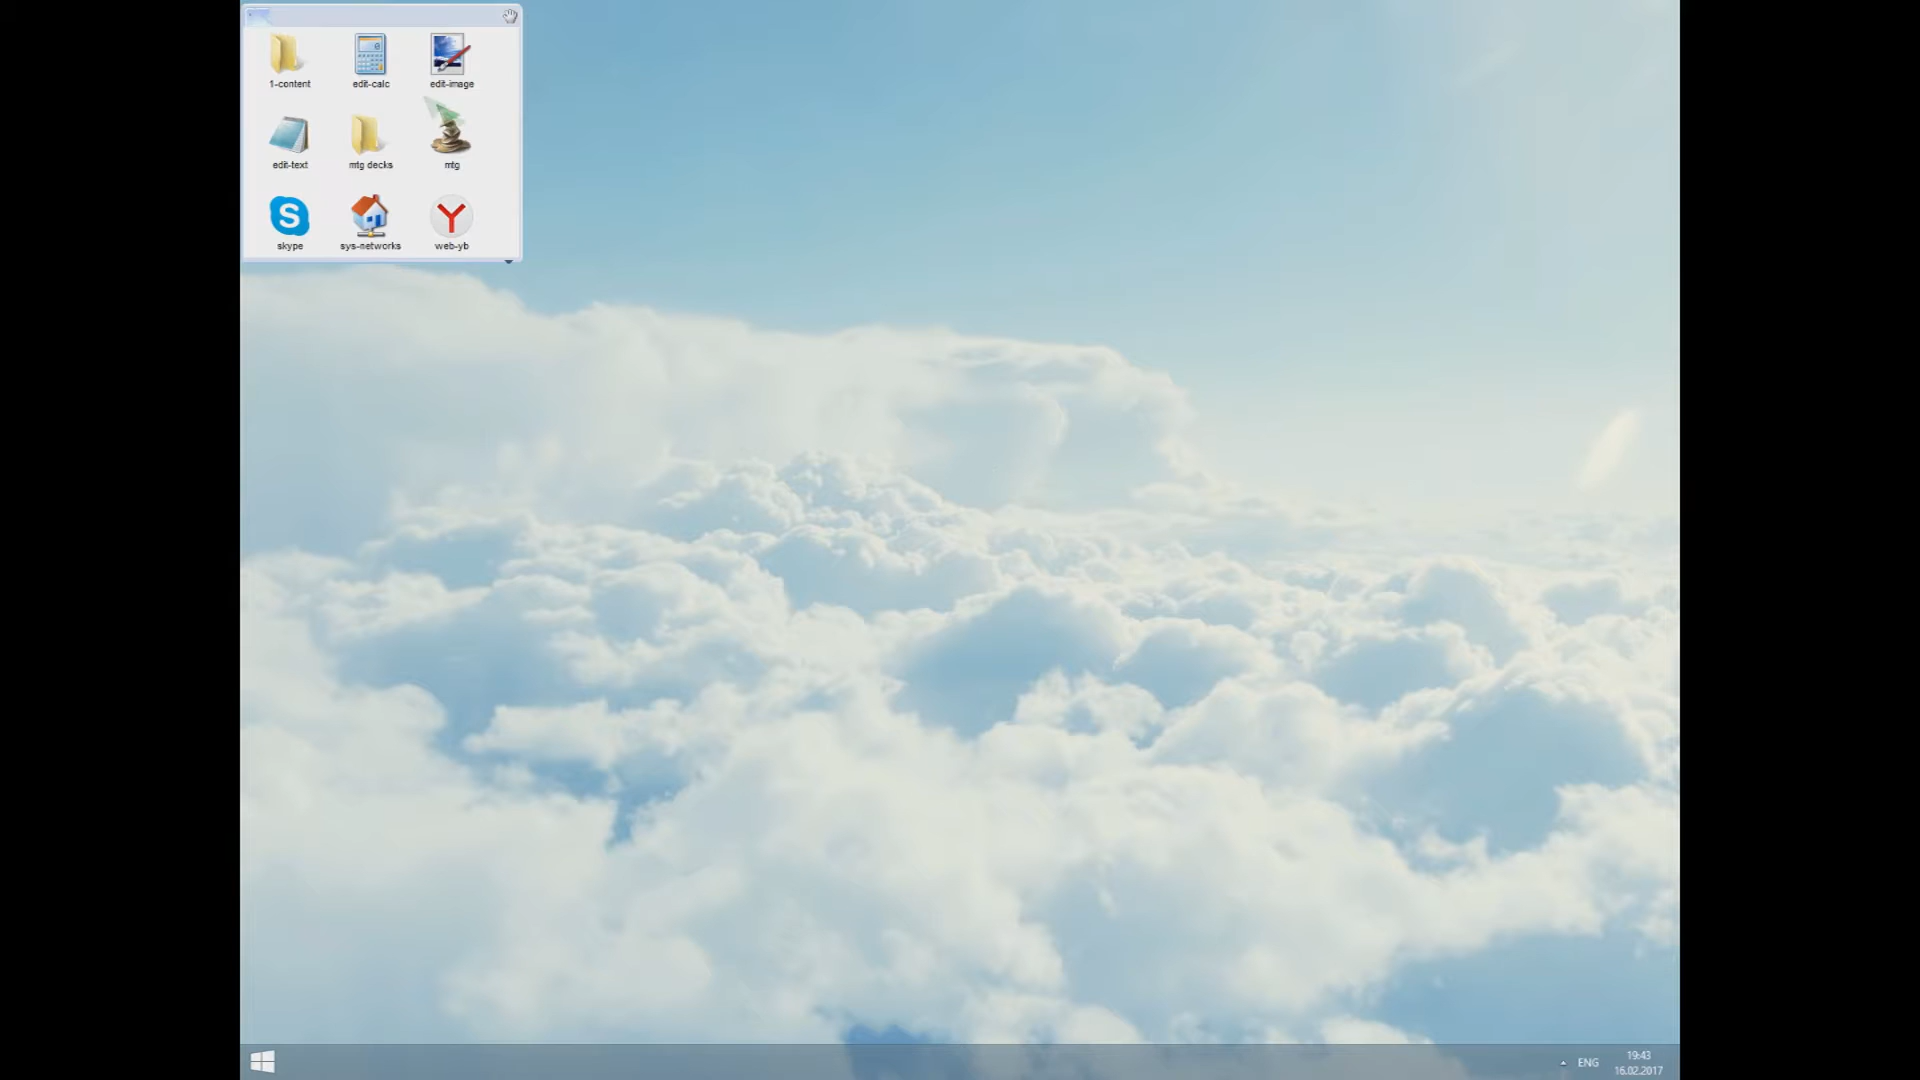 1-content
edit-calc
edit-image
edit-text
mtg decks
mtg
S
skype
sys-networks
Y
web-yb
ENG
19:43
16.02.2017